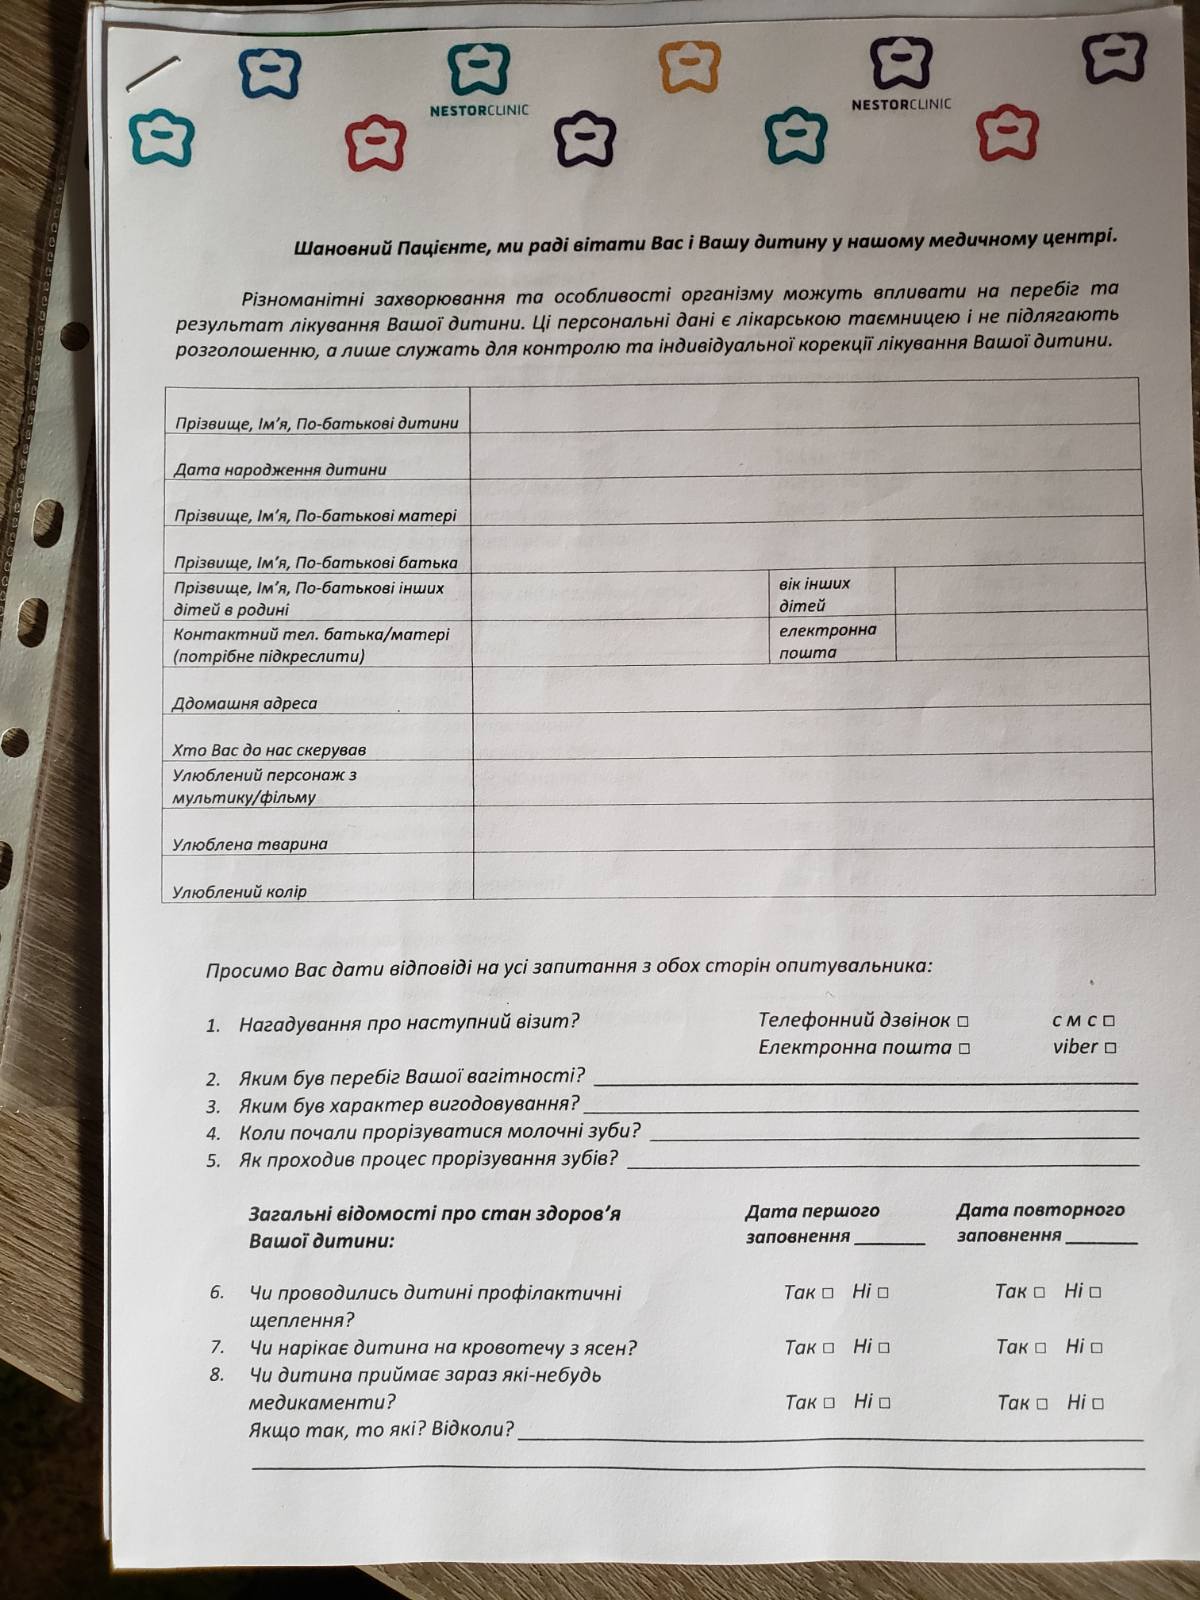 NESTORCLINIC
NESTORCLINIC
Шановний Пацієнте, ми раді вітати Вас і Вашу дитину у нашому медичному центрі.
Різноманітні захворювання та особливості організму можуть впливати на перебіг та
результат лікування Вашої дитини. Ці персональні дані є лікарською таємницею і не підлягають
розголошенню, а лише служать для контролю та індивідуальної корекції лікування Вашої дитини.
Прізвище, Ім'я, По-батькові дитини
Дата народження дитини
Прізвище, Ім'я, По-батькові матері
Прізвище, Ім'я, По-батькові батька
Прізвище, Ім'я, По-батькові інших
дітей в родині
вік інших
дітей
Контактний тел. батька/матері
(потрібне підкреслити)
електронна
пошта
Ддомашня адреса
Хто Вас до нас скерував
Улюблений персонаж з
мультику/фільму
Улюблена тварина
Улюблений колір
Просимо Вас дати відповіді на усі запитання з обох сторін опитувальника:
1. Нагадування про наступний візит? Телефонний дзвінок □ с м с □
Електронна пошта □ viber □
2. Яким був перебіг Вашої вагітності?
3. Яким був характер вигодовування?
4. Коли почали прорізуватися молочні зуби?
5. Як проходив процес прорізування зубів?
Загальні відомості про стан здоров'я
Вашої дитини:
Дата першого
заповнення
Дата повторного
заповнення
6. Чи проводились дитині профілактичні Так □ Ні □ Так □ Ні □
щеплення?
7. Чи нарікає дитина на кровотечу з ясен? Так □ Ні □ Так □ Ні □
8. Чи дитина приймає зараз які-небудь
медикаменти? Так □ Ні □ Так □ Ні □
Якщо так, то які? Відколи?